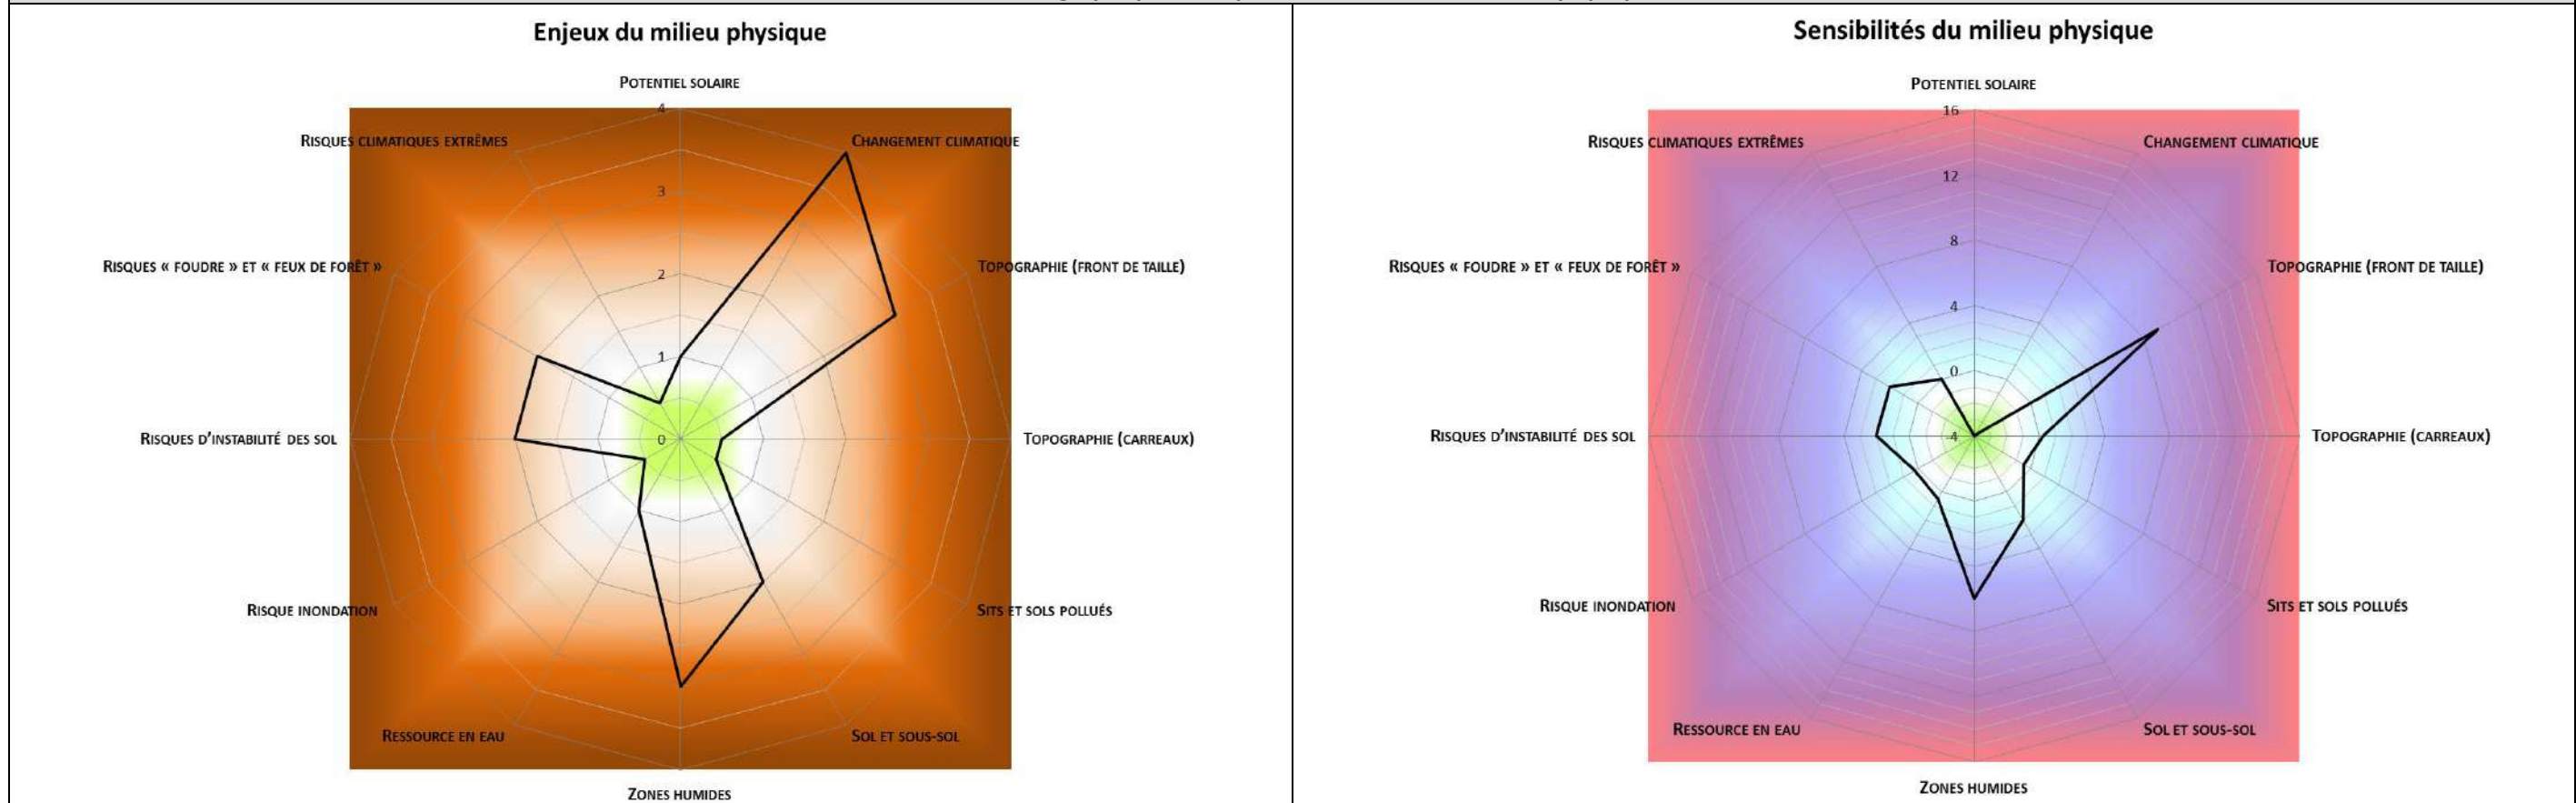 Enjeux du milieu physique
POTENTIEL SOLAIRE
4
RISQUES CLIMATIQUES EXTRÊMES
CHANGEMENT CLIMATIQUE
3
RISQUES « FOUDRE » ET « FEUX DE FORÊT »
TOPOGRAPHIE (FRONT DE TAILLE)
2
1
RISQUES D'INSTABILITÉ DES SOL
0
TOPOGRAPHIE (CARREAUX)
RISQUE INONDATION
SITS ET SOLS POLLUÉS
RESSOURCE EN EAU
SOL ET SOUS-SOL
ZONES HUMIDES
Sensibilités du milieu physique
POTENTIEL SOLAIRE
16
RISQUES CLIMATIQUES EXTRÊMES
CHANGEMENT CLIMATIQUE
12
8
RISQUES « FOUDRE » ET « FEUX DE FORÊT »
TOPOGRAPHIE (FRONT DE TAILLE)
4
0
RISQUES D'INSTABILITÉ DES SOL
-4
TOPOGRAPHIE (CARREAUX)
RISQUE INONDATION
SITS ET SOLS POLLUÉS
RESSOURCE EN EAU
SOL ET SOUS-SOL
ZONES HUMIDES